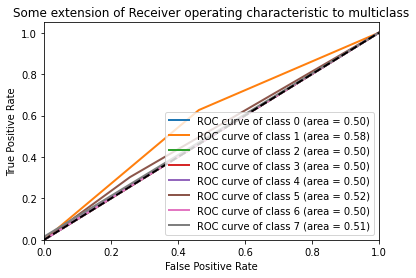 Some extension of Receiver operating characteristic to multiclass
1.0
0.8
0.6
0.4
0.2
0.0
True Positive Rate
ROC curve of class 0 (area = 0.50)
ROC curve of class 1 (area = 0.58)
ROC curve of class 2 (area = 0.50)
ROC curve of class 3 (area = 0.50)
ROC curve of class 4 (area = 0.50)
ROC curve of class 5 (area = 0.52)
ROC curve of class 6 (area = 0.50)
ROC curve of class 7 (area = 0.51)
0.0 0.2 0.4 0.6 0.8 1.0
False Positive Rate